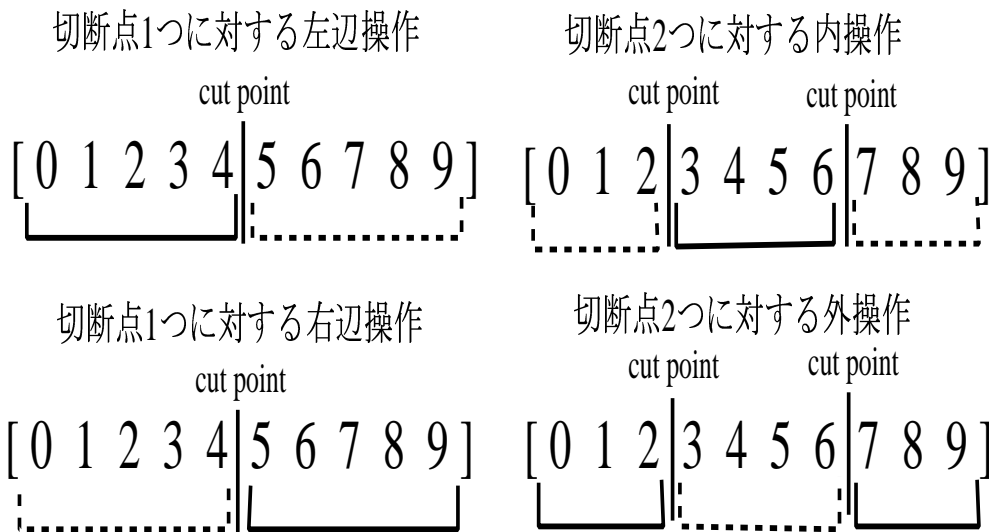 切断点1つに対する左辺操作
cut point
[0 1 2 3 4 5 6 7 8 9]
切断点2つに対する内操作
cut point cut point
[0 1 2 3 4 5 6 7 8 9]
切断点1つに対する右辺操作
cut point
[0 1 2 3 4 5 6 7 8 9]
切断点2つに対する外操作
cut point cut point
[0 1 2 3 4 5 6 7 8 9]